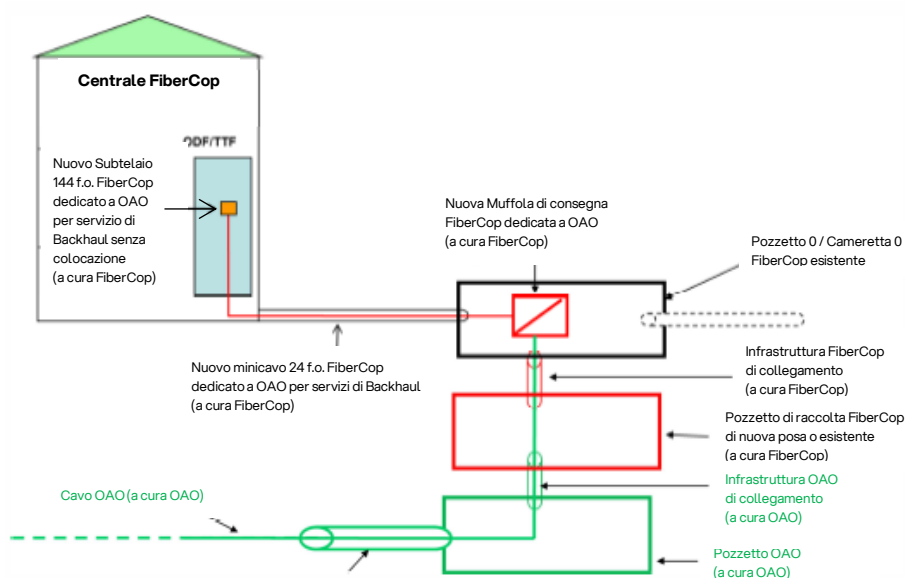 Centrale FiberCop
ODF/TTF
Nuovo Subtelaio
144 f.o. FiberCop
dedicato a OAO
per servizio di
Backhaul senza
colocazione
(a cura FiberCop)
Nuova Muffola di consegna
FiberCop dedicata a OAO
(a cura FiberCop)
Pozzetto 0 / Cameretta 0
FiberCop esistente
Nuovo minicavo 24 f.o. FiberCop
dedicato a OAO per servizi di Backhaul
(a cura FiberCop)
Infrastruttura FiberCop
di collegamento
(a cura FiberCop)
Pozzetto di raccolta FiberCop
di nuova posa o esistente
(a cura FiberCop)
Cavo OAO (a cura OAO)
Infrastruttura OAO
di collegamento
(a cura OAO)
Pozzetto OAO
(a cura OAO)